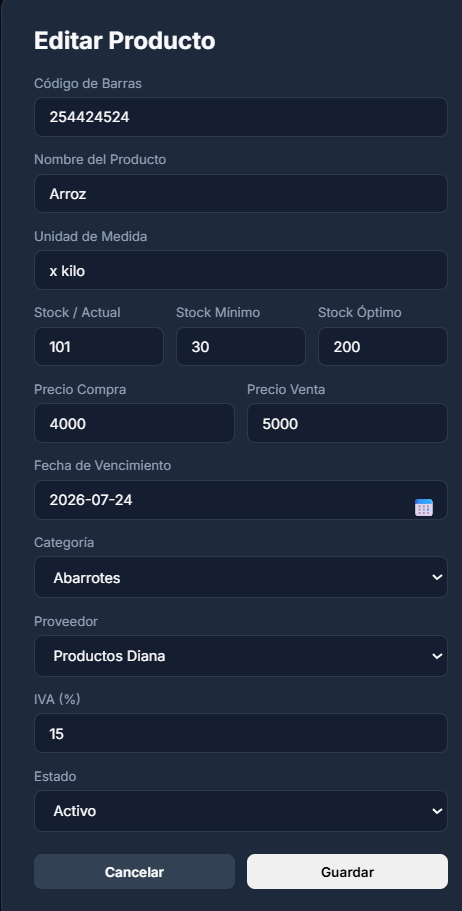 Editar Producto
Código de Barras
254424524
Nombre del Producto
Arroz
Unidad de Medida
x kilo
Stock / Actual Stock Mínimo Stock Óptimo
101 30 200
Precio Compra Precio Venta
4000 5000
Fecha de Vencimiento
2026-07-24
Categoría
Abarrotes
Proveedor
Productos Diana
IVA (%)
15
Estado
Activo
Cancelar Guardar